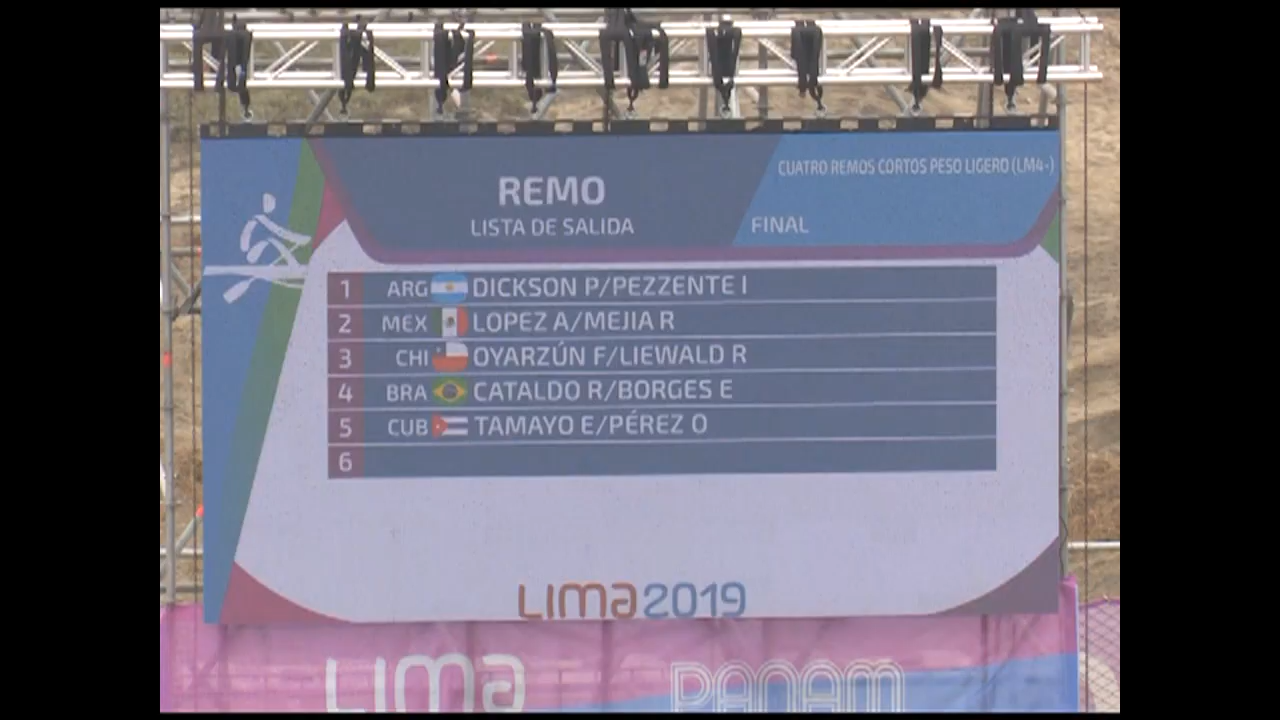 CUATRO REMOS CORTOS PESO LIGERO (LM4-)
REMO
LISTA DE SALIDA
FINAL
1 ARG DICKSON P/PEZZENTE I
2 MEX LOPEZ A/MEJIA R
3 CHI OYARZÚN F/LIEWALD R
4 BRA CATALDO R/BORGES E
5 CUB TAMAYO E/PÉREZ O
6
LIMA2019
LIMA PANAM